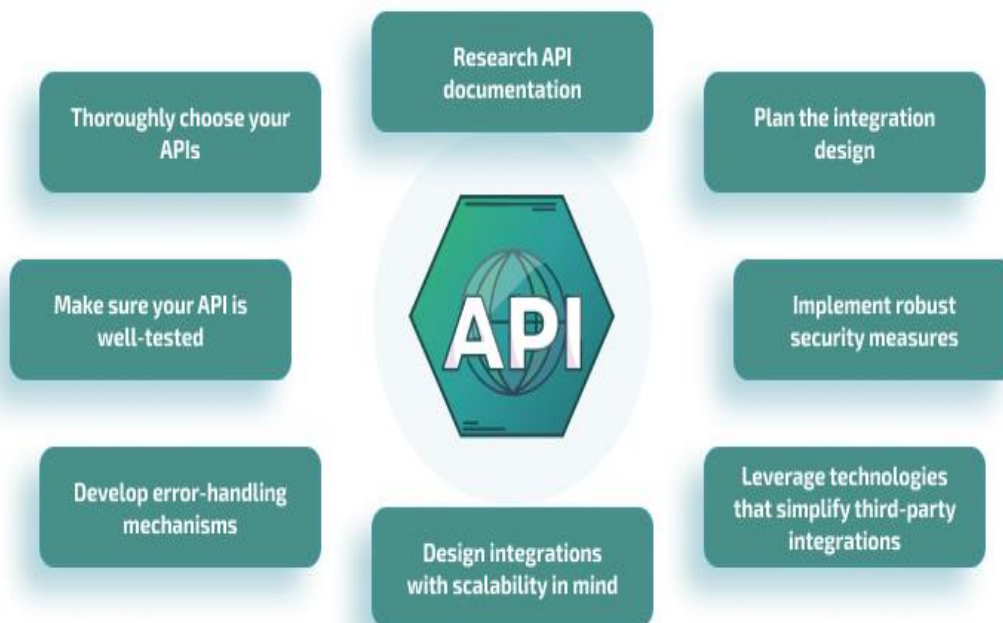 Research API
documentation
Thoroughly choose your
APIs
Plan the integration
design
Make sure your API is
well-tested
API
Implement robust
security measures
Develop error-handling
mechanisms
Leverage technologies
that simplify third-party
integrations
Design integrations
with scalability in mind